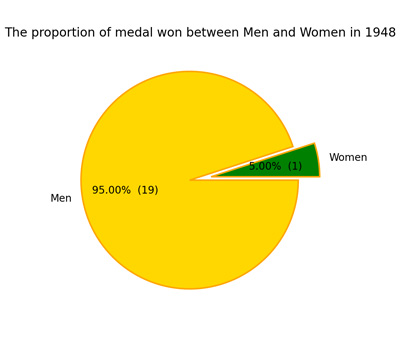 The proportion of medal won between Men and Women in 1948
Women
5.00%  (1)
95.00%  (19)
Men